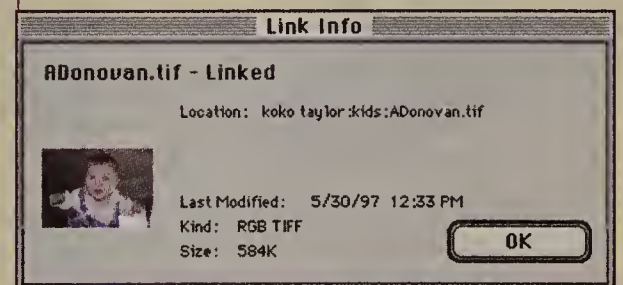 Link Info
ADonovan.tif - Linked
Location: koko taylor:kids:ADonovan.tif
Last Modified: 5/30/97 12:33 PM
Kind: RGB TIFF
Size: 584K
OK